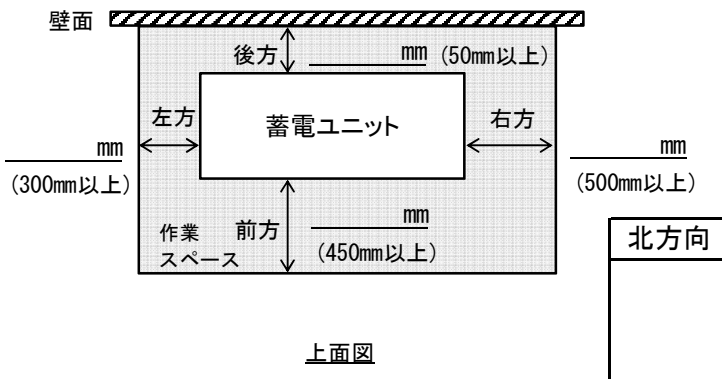 壁面
後方
mm (50mm以上)
左方
蓄電ユニット
右方
mm
(300mm以上)
mm
(500mm以上)
前方
mm
(450mm以上)
作業
スペース
北方向
上面図